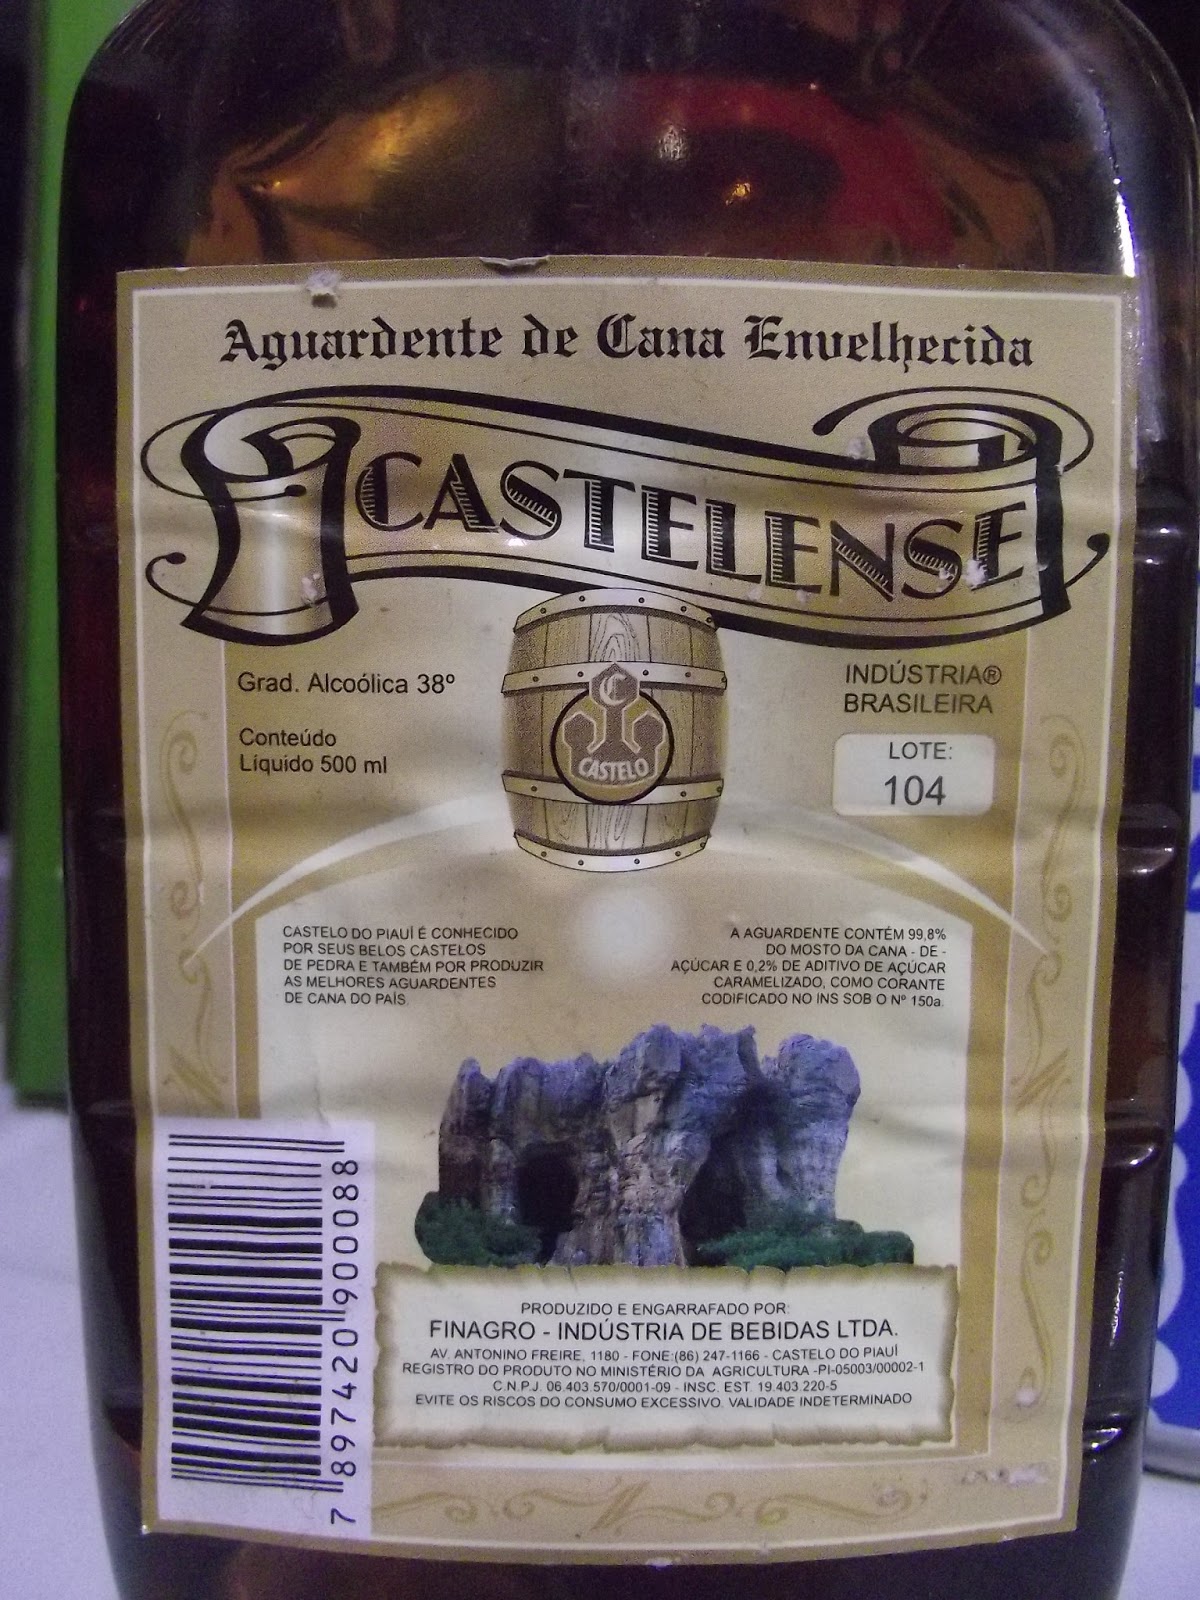 Aguardente de Cana Envelhecida
CASTELENSE
Grad. Alcoólica 38º
Conteúdo
Líquido 500 ml
C
CASTELO
INDÚSTRIA®
BRASILEIRA
LOTE:
104
CASTELO DO PIAUÍ É CONHECIDO
POR SEUS BELOS CASTELOS
DE PEDRA E TAMBÉM POR PRODUZIR
AS MELHORES AGUARDENTES
DE CANA DO PAÍS.
A AGUARDENTE CONTÉM 99,8%
DO MOSTO DA CANA - DE -
AÇÚCAR E 0,2% DE ADITIVO DE AÇÚCAR
CARAMELIZADO, COMO CORANTE
CODIFICADO NO INS SOB O Nº 150a.
7 897420 900088
PRODUZIDO E ENGARRAFADO POR:
FINAGRO - INDÚSTRIA DE BEBIDAS LTDA.
AV. ANTONINO FREIRE, 1180 - FONE:(86) 247-1166 - CASTELO DO PIAUÍ
REGISTRO DO PRODUTO NO MINISTÉRIO DA AGRICULTURA -PI-05003/00002-1
C.N.P.J. 06.403.570/0001-09 - INSC. EST. 19.403.220-5
EVITE OS RISCOS DO CONSUMO EXCESSIVO. VALIDADE INDETERMINADO